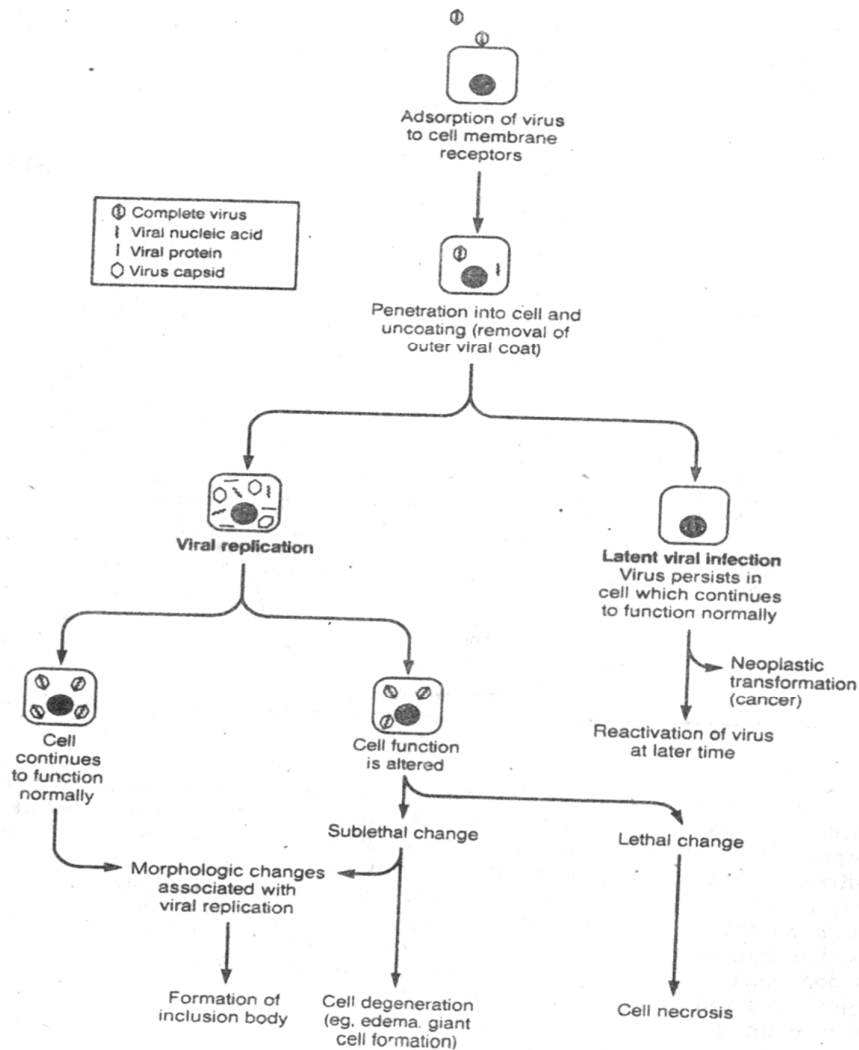 Adsorption of virus
to cell membrane
receptors
Complete virus
Viral nucleic acid
Viral protein
Virus capsid
Penetration into cell and
uncoating (removal of
outer viral coat)
Viral replication
Latent viral infection
Virus persists in
cell which continues
to function normally
Neoplastic
transformation
(cancer)
Reactivation of virus
at later time
Cell
continues
to function
normally
Cell function
is altered
Sublethal change
Lethal change
Morphologic changes
associated with
viral replication
Formation of
inclusion body
Cell degeneration
(eg, edema. giant
cell formation)
Cell necrosis